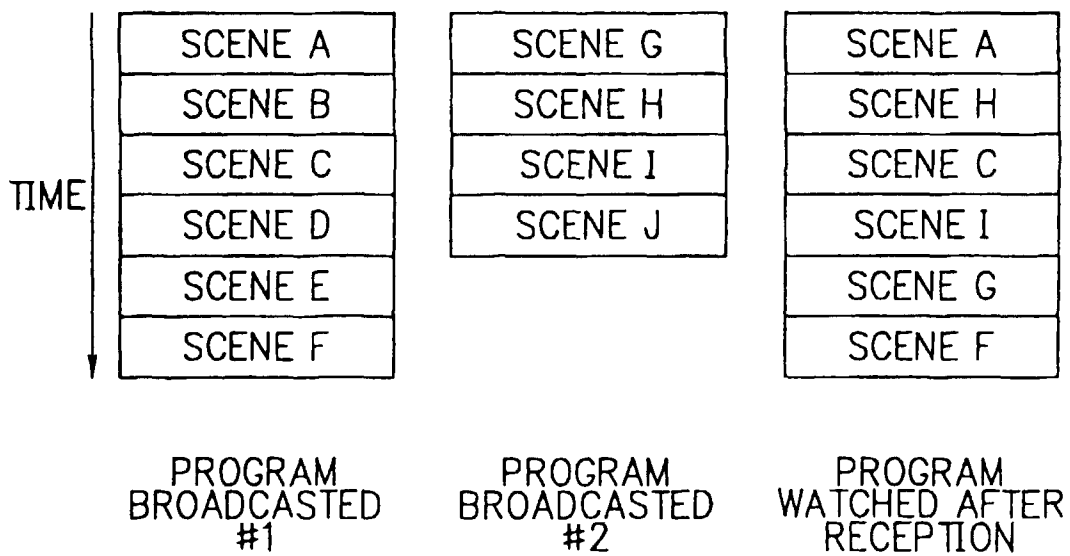 TIME
SCENE A
SCENE B
SCENE C
SCENE D
SCENE E
SCENE F
PROGRAM
BROADCASTED
#1
SCENE G
SCENE H
SCENE I
SCENE J
PROGRAM
BROADCASTED
#2
SCENE A
SCENE H
SCENE C
SCENE I
SCENE G
SCENE F
PROGRAM
WATCHED AFTER
RECEPTION